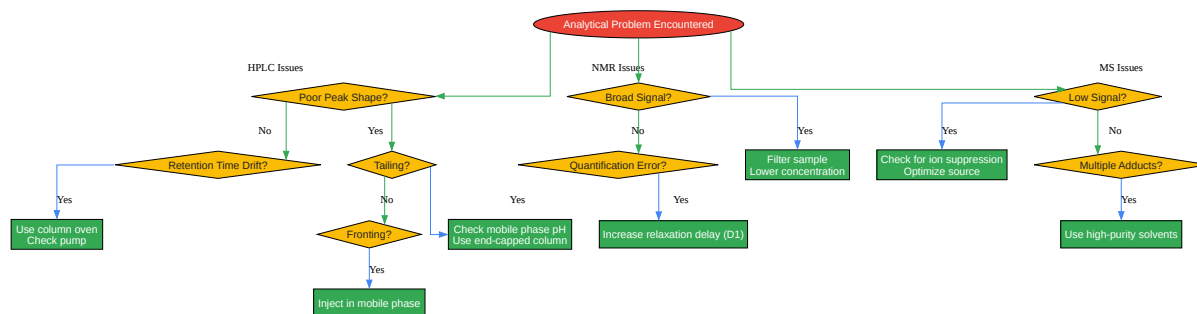 Analytical Problem Encountered
HPLC Issues
NMR Issues
MS Issues
Poor Peak Shape?
Broad Signal?
Low Signal?
No
Yes
No
Yes
Yes
No
Retention Time Drift?
Tailing?
Quantification Error?
Filter sample
Lower concentration
Check for ion suppression
Optimize source
Multiple Adducts?
Yes
No
Yes
Yes
Yes
Use column oven
Check pump
Fronting?
Check mobile phase pH
Use end-capped column
Increase relaxation delay (D1)
Use high-purity solvents
Yes
Inject in mobile phase